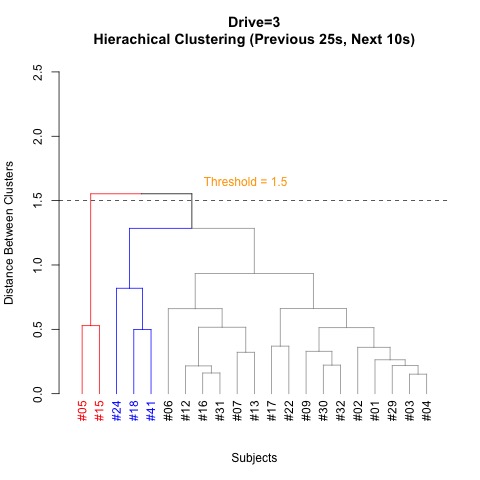 Drive=3
Hierachical Clustering (Previous 25s, Next 10s)
Distance Between Clusters
2.5
2.0
1.5
1.0
0.5
0.0
Threshold = 1.5
#05 #15 #24 #18 #41 #06 #12 #16 #31 #07 #13 #17 #22 #09 #30 #32 #02 #01 #29 #03 #04
Subjects